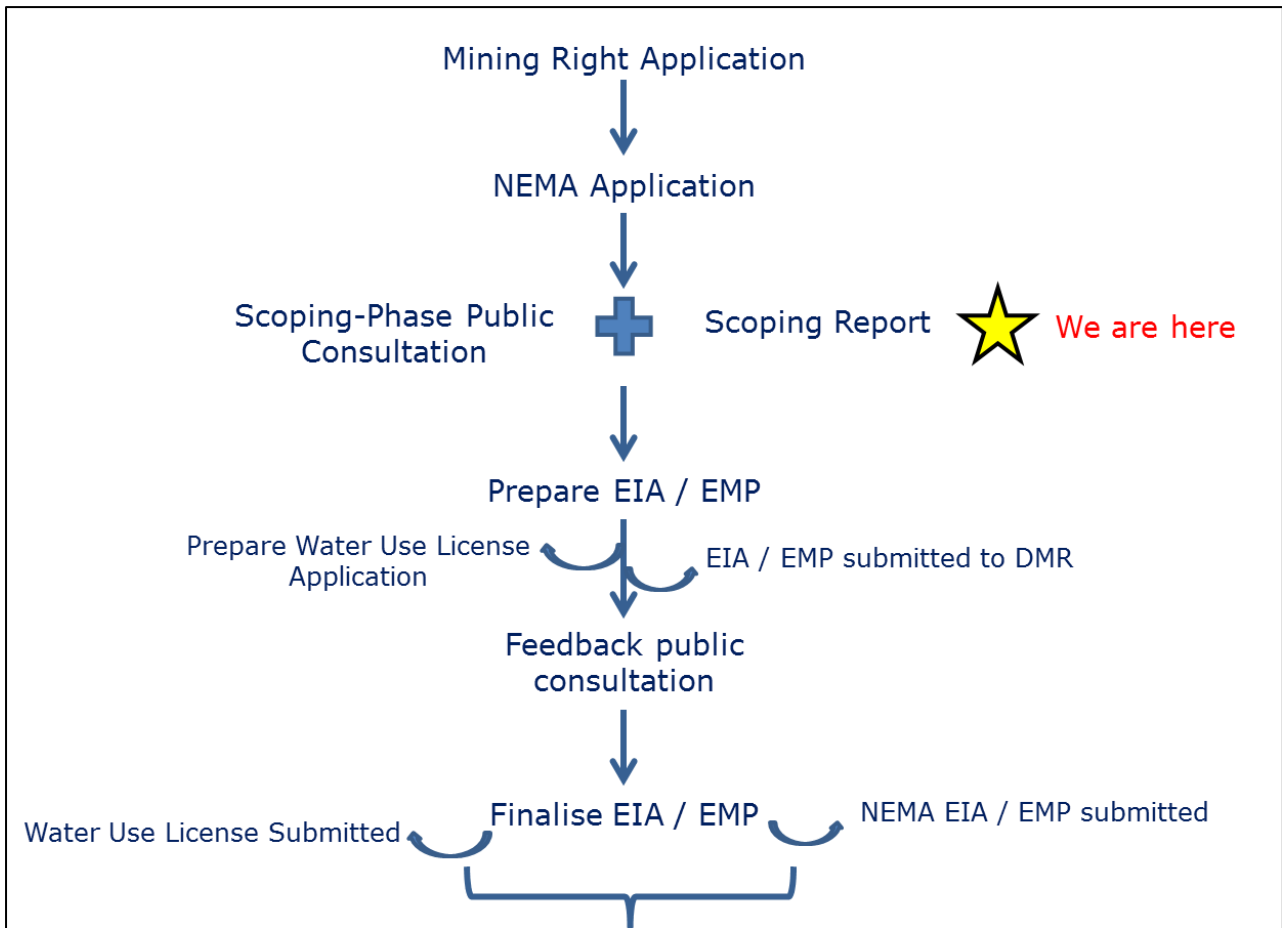 Mining Right Application
NEMA Application
Scoping-Phase Public
Consultation
Scoping Report
We are here
Prepare EIA / EMP
Prepare Water Use License
Application
EIA / EMP submitted to DMR
Feedback public
consultation
Finalise EIA / EMP
Water Use License Submitted
NEMA EIA / EMP submitted